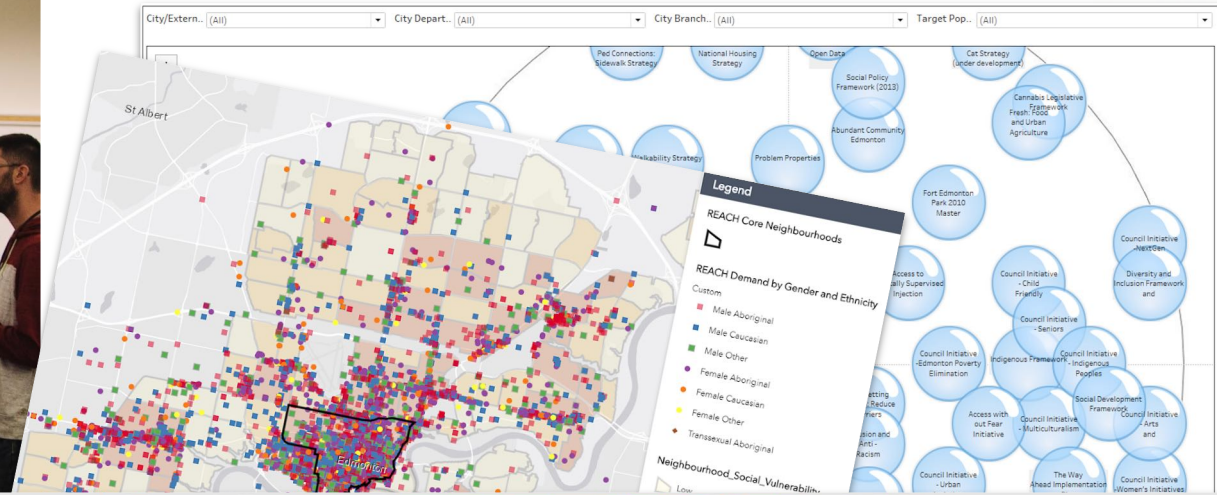 City/Extern.. (All)
City Depart.. (All)
City Branch.. (All)
Target Pop.. (All)
Ped Connections:
Sidewalk Strategy
National Housing
Strategy
Open Data
Cat Strategy
(under development)
Social Policy
Framework (2013)
Cannabis Legislative
Framework
Fresh: Food
and Urban
Agriculture
Abundant Community
Edmonton
Walkability Strategy
Problem Properties
Fort Edmonton
Park 2010
Master
Council Initiative
-NextGen
Access to
Supervised
Injection
Council Initiative
- Child
Friendly
Diversity and
Inclusion Framework
and
Council Initiative
- Seniors
Council Initiative
-Edmonton Poverty
Elimination
Indigenous Framework
Council Initiative
- Indigenous
Peoples
Reduce
Social Development
Framework
Access with
out Fear
Initiative
Council Initiative
- Multiculturalism
Council Initiative
- Arts
and
and
Anti -
Racism
Council Initiative
- Urban
The Way
Ahead Implementation
Council Initiative
-Women's Initiatives
St Albert
Edmonton
Legend
REACH Core Neighbourhoods
REACH Demand by Gender and Ethnicity
Custom
Male Aboriginal
Male Caucasian
Male Other
Female Aboriginal
Female Caucasian
Female Other
Transsexual Aboriginal
Neighbourhood_Social_Vulnerability
Low